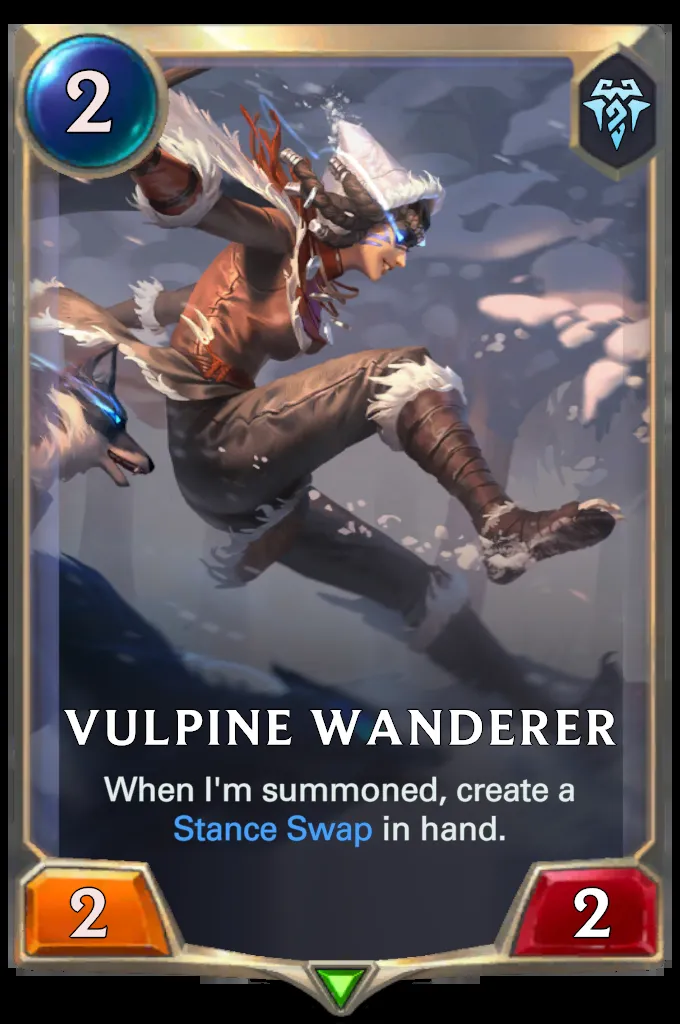 2
VULPINE WANDERER
When I'm summoned, create a
Stance Swap in hand.
2
2